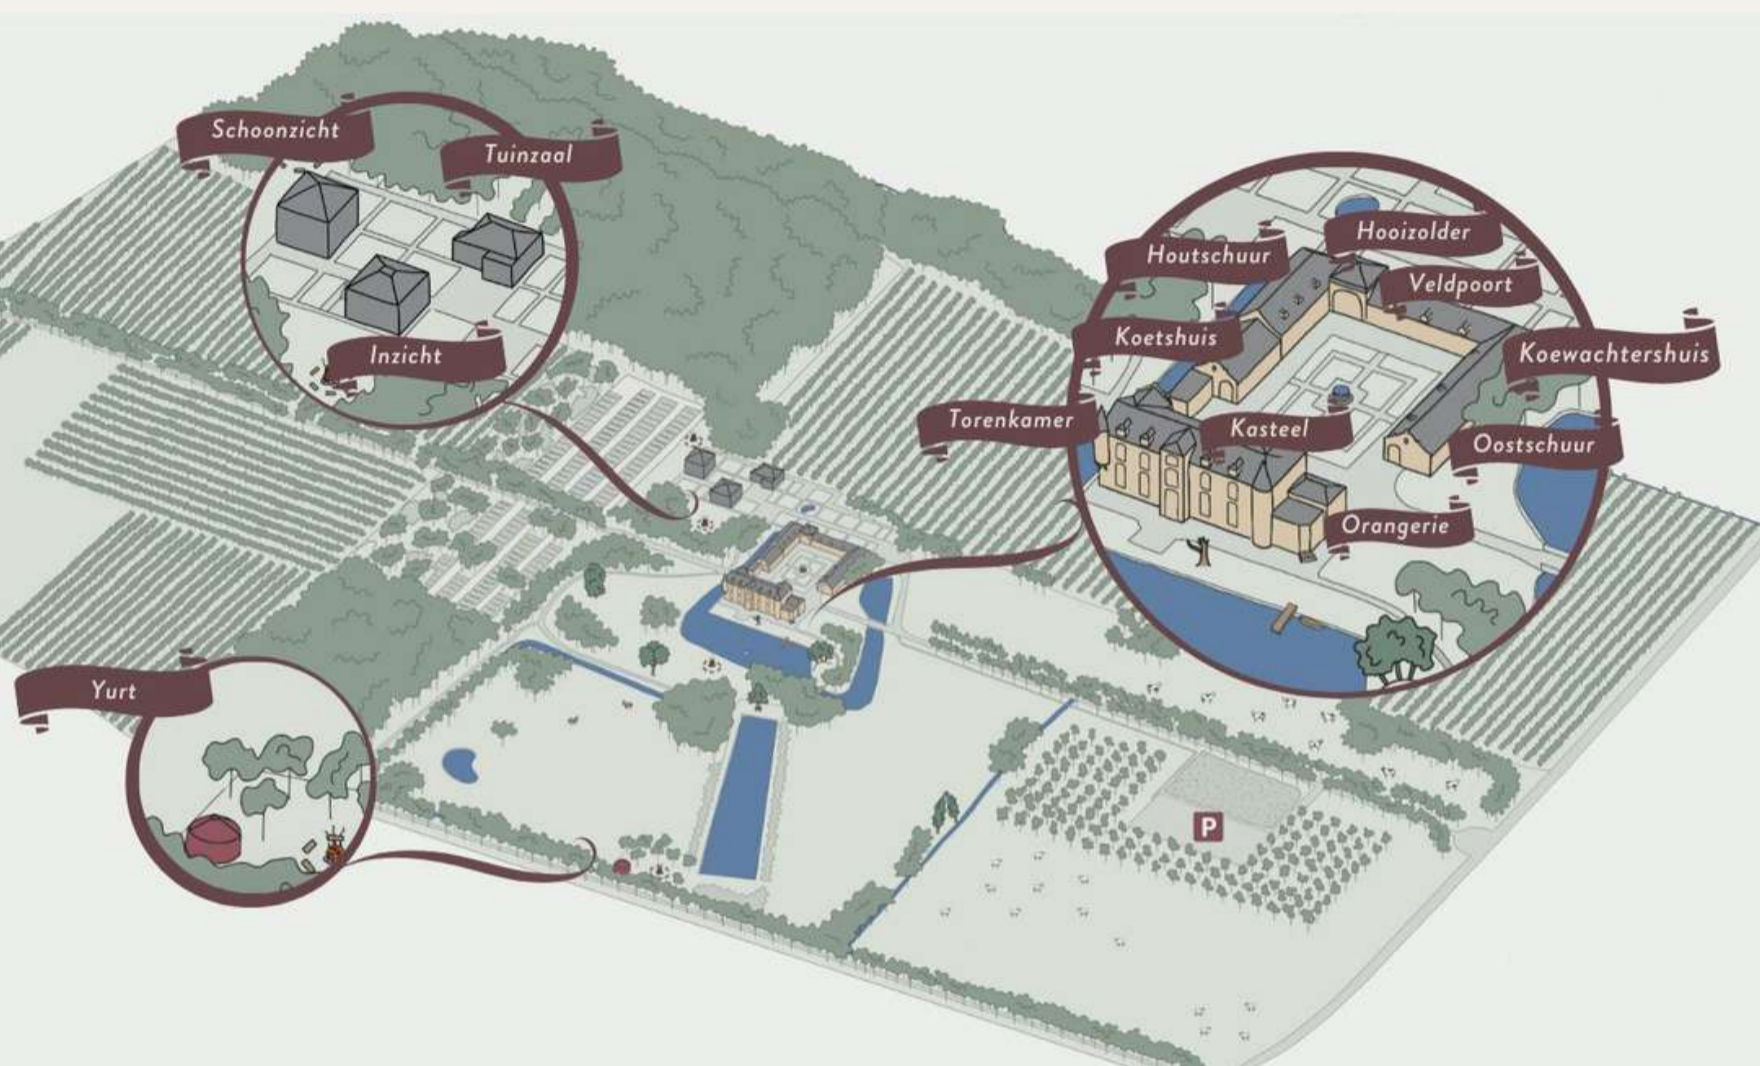 Schoonzicht
Tuinzaal
Inzicht
Hooizolder
Houtschuur
Veldpoort
Koetshuis
Koewachtershuis
Torenkamer
Kasteel
Oostschuur
Orangerie
Yurt
P